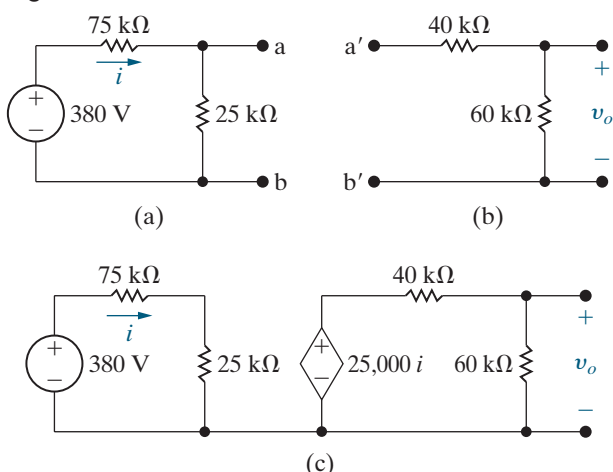 75 kΩ
i
+
−
380 V
25 kΩ
a
b
(a)
40 kΩ
a′
b′
60 kΩ
+
v_o
−
(b)
75 kΩ
i
+
−
380 V
25 kΩ
+
−
25,000 i
40 kΩ
60 kΩ
+
v_o
−
(c)